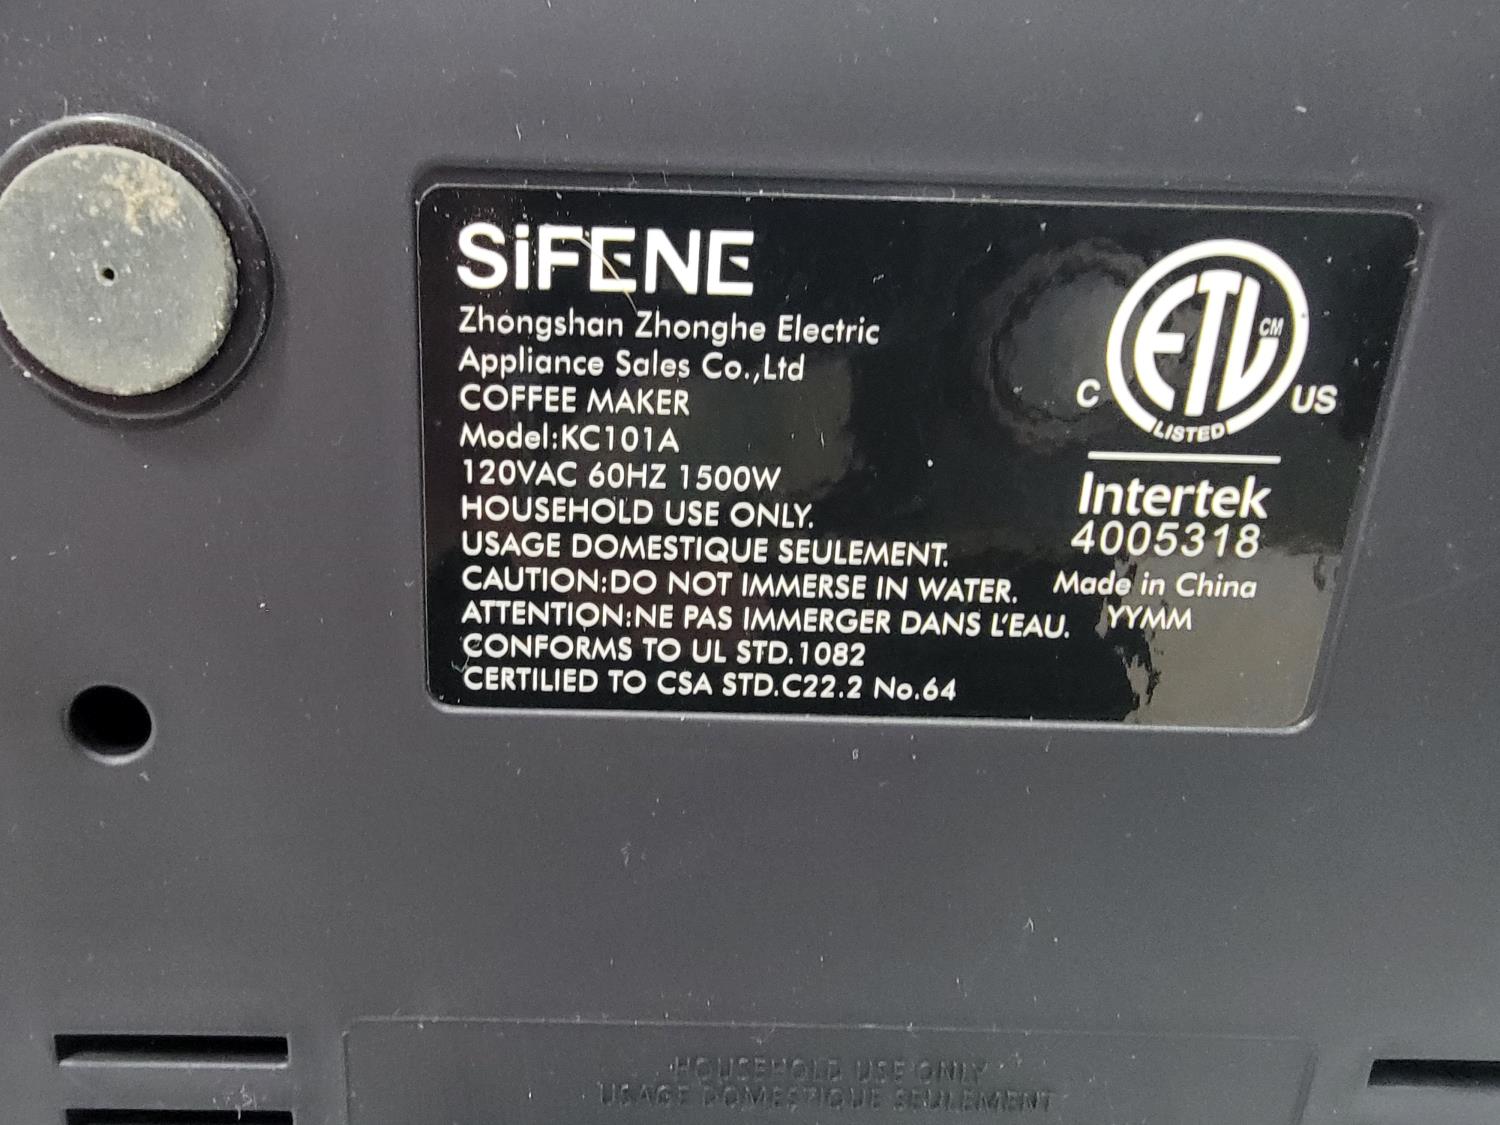 SiFENE
Zhongshan Zhonghe Electric
Appliance Sales Co.,Ltd
COFFEE MAKER
Model:KC101A
120VAC 60HZ 1500W
HOUSEHOLD USE ONLY.
USAGE DOMESTIQUE SEULEMENT.
CAUTION:DO NOT IMMERSE IN WATER.
ATTENTION:NE PAS IMMERGER DANS L'EAU.
CONFORMS TO UL STD.1082
CERTILIED TO CSA STD.C22.2 No.64
ETL CM
C US
LISTED
Intertek
4005318
Made in China
YYMM
HOUSEHOLD USE ONLY
USAGE DOMESTIQUE SEULEMENT